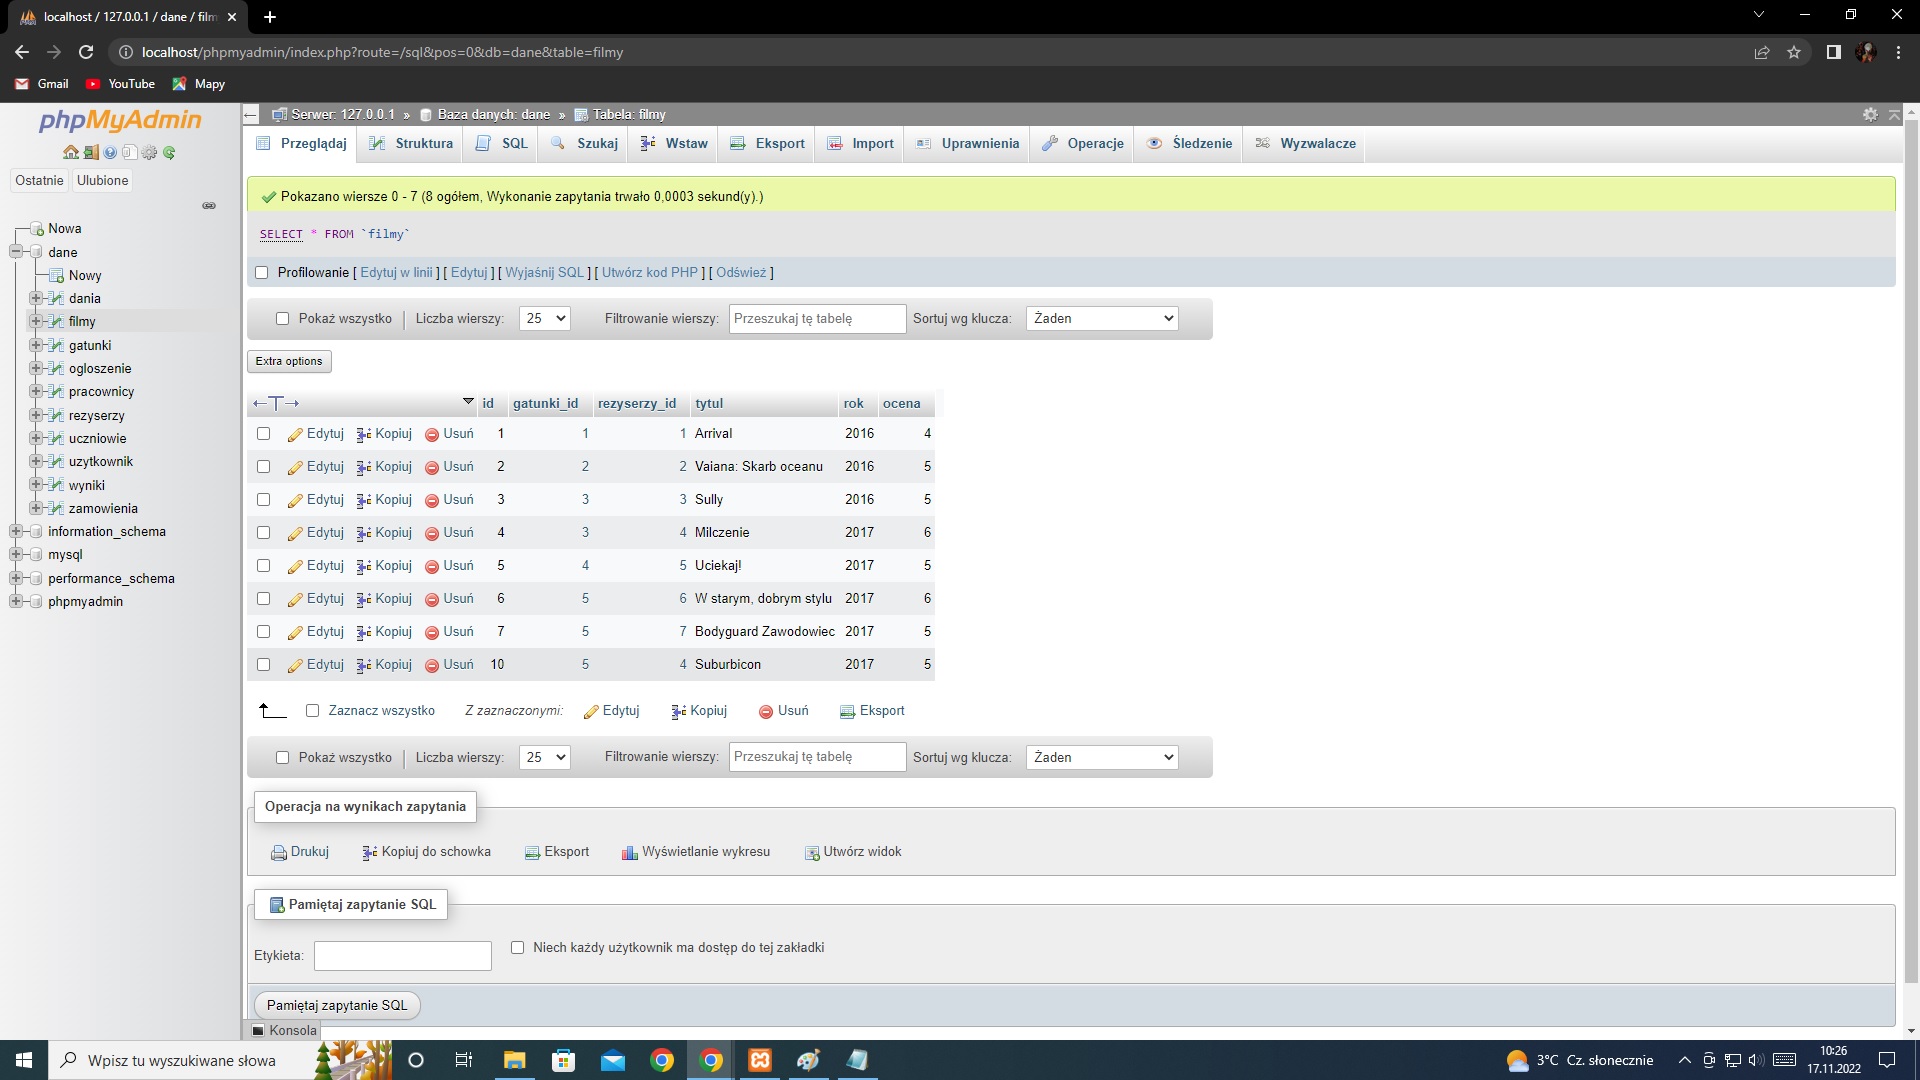 localhost / 127.0.0.1 / dane / film
localhost/phpmyadmin/index.php?route=/sql&pos=0&db=dane&table=filmy
Gmail YouTube Mapy
phpMyAdmin
Ostatnie Ulubione
Nowa
dane
Nowy
dania
filmy
gatunki
ogloszenie
pracownicy
rezyserzy
uczniowie
uzytkownik
wyniki
zamowienia
information_schema
mysql
performance_schema
phpmyadmin
Serwer: 127.0.0.1 » Baza danych: dane » Tabela: filmy
Przeglądaj Struktura SQL Szukaj Wstaw Eksport Import Uprawnienia Operacje Śledzenie Wyzwalacze
Pokazano wiersze 0 - 7 (8 ogółem, Wykonanie zapytania trwało 0,0003 sekund(y).)
SELECT * FROM `filmy`
Profilowanie [ Edytuj w linii ] [ Edytuj ] [ Wyjaśnij SQL ] [ Utwórz kod PHP ] [ Odśwież ]
Pokaż wszystko Liczba wierszy: 25 Filtrowanie wierszy: Przeszukaj tę tabelę Sortuj wg klucza: Żaden
Extra options
←T→ id gatunki_id rezyserzy_id tytul rok ocena
Edytuj Kopiuj Usuń 1 1 1 Arrival 2016 4
Edytuj Kopiuj Usuń 2 2 2 Vaiana: Skarb oceanu 2016 5
Edytuj Kopiuj Usuń 3 3 3 Sully 2016 5
Edytuj Kopiuj Usuń 4 3 4 Milczenie 2017 6
Edytuj Kopiuj Usuń 5 4 5 Uciekaj! 2017 5
Edytuj Kopiuj Usuń 6 5 6 W starym, dobrym stylu 2017 6
Edytuj Kopiuj Usuń 7 5 7 Bodyguard Zawodowiec 2017 5
Edytuj Kopiuj Usuń 10 5 4 Suburbicon 2017 5
Zaznacz wszystko Z zaznaczonymi: Edytuj Kopiuj Usuń Eksport
Pokaż wszystko Liczba wierszy: 25 Filtrowanie wierszy: Przeszukaj tę tabelę Sortuj wg klucza: Żaden
Operacja na wynikach zapytania
Drukuj Kopiuj do schowka Eksport Wyświetlanie wykresu Utwórz widok
Pamiętaj zapytanie SQL
Etykieta: Niech każdy użytkownik ma dostęp do tej zakładki
Pamiętaj zapytanie SQL
Konsola
Wpisz tu wyszukiwane słowa
3°C Cz. słonecznie
10:26
17.11.2022